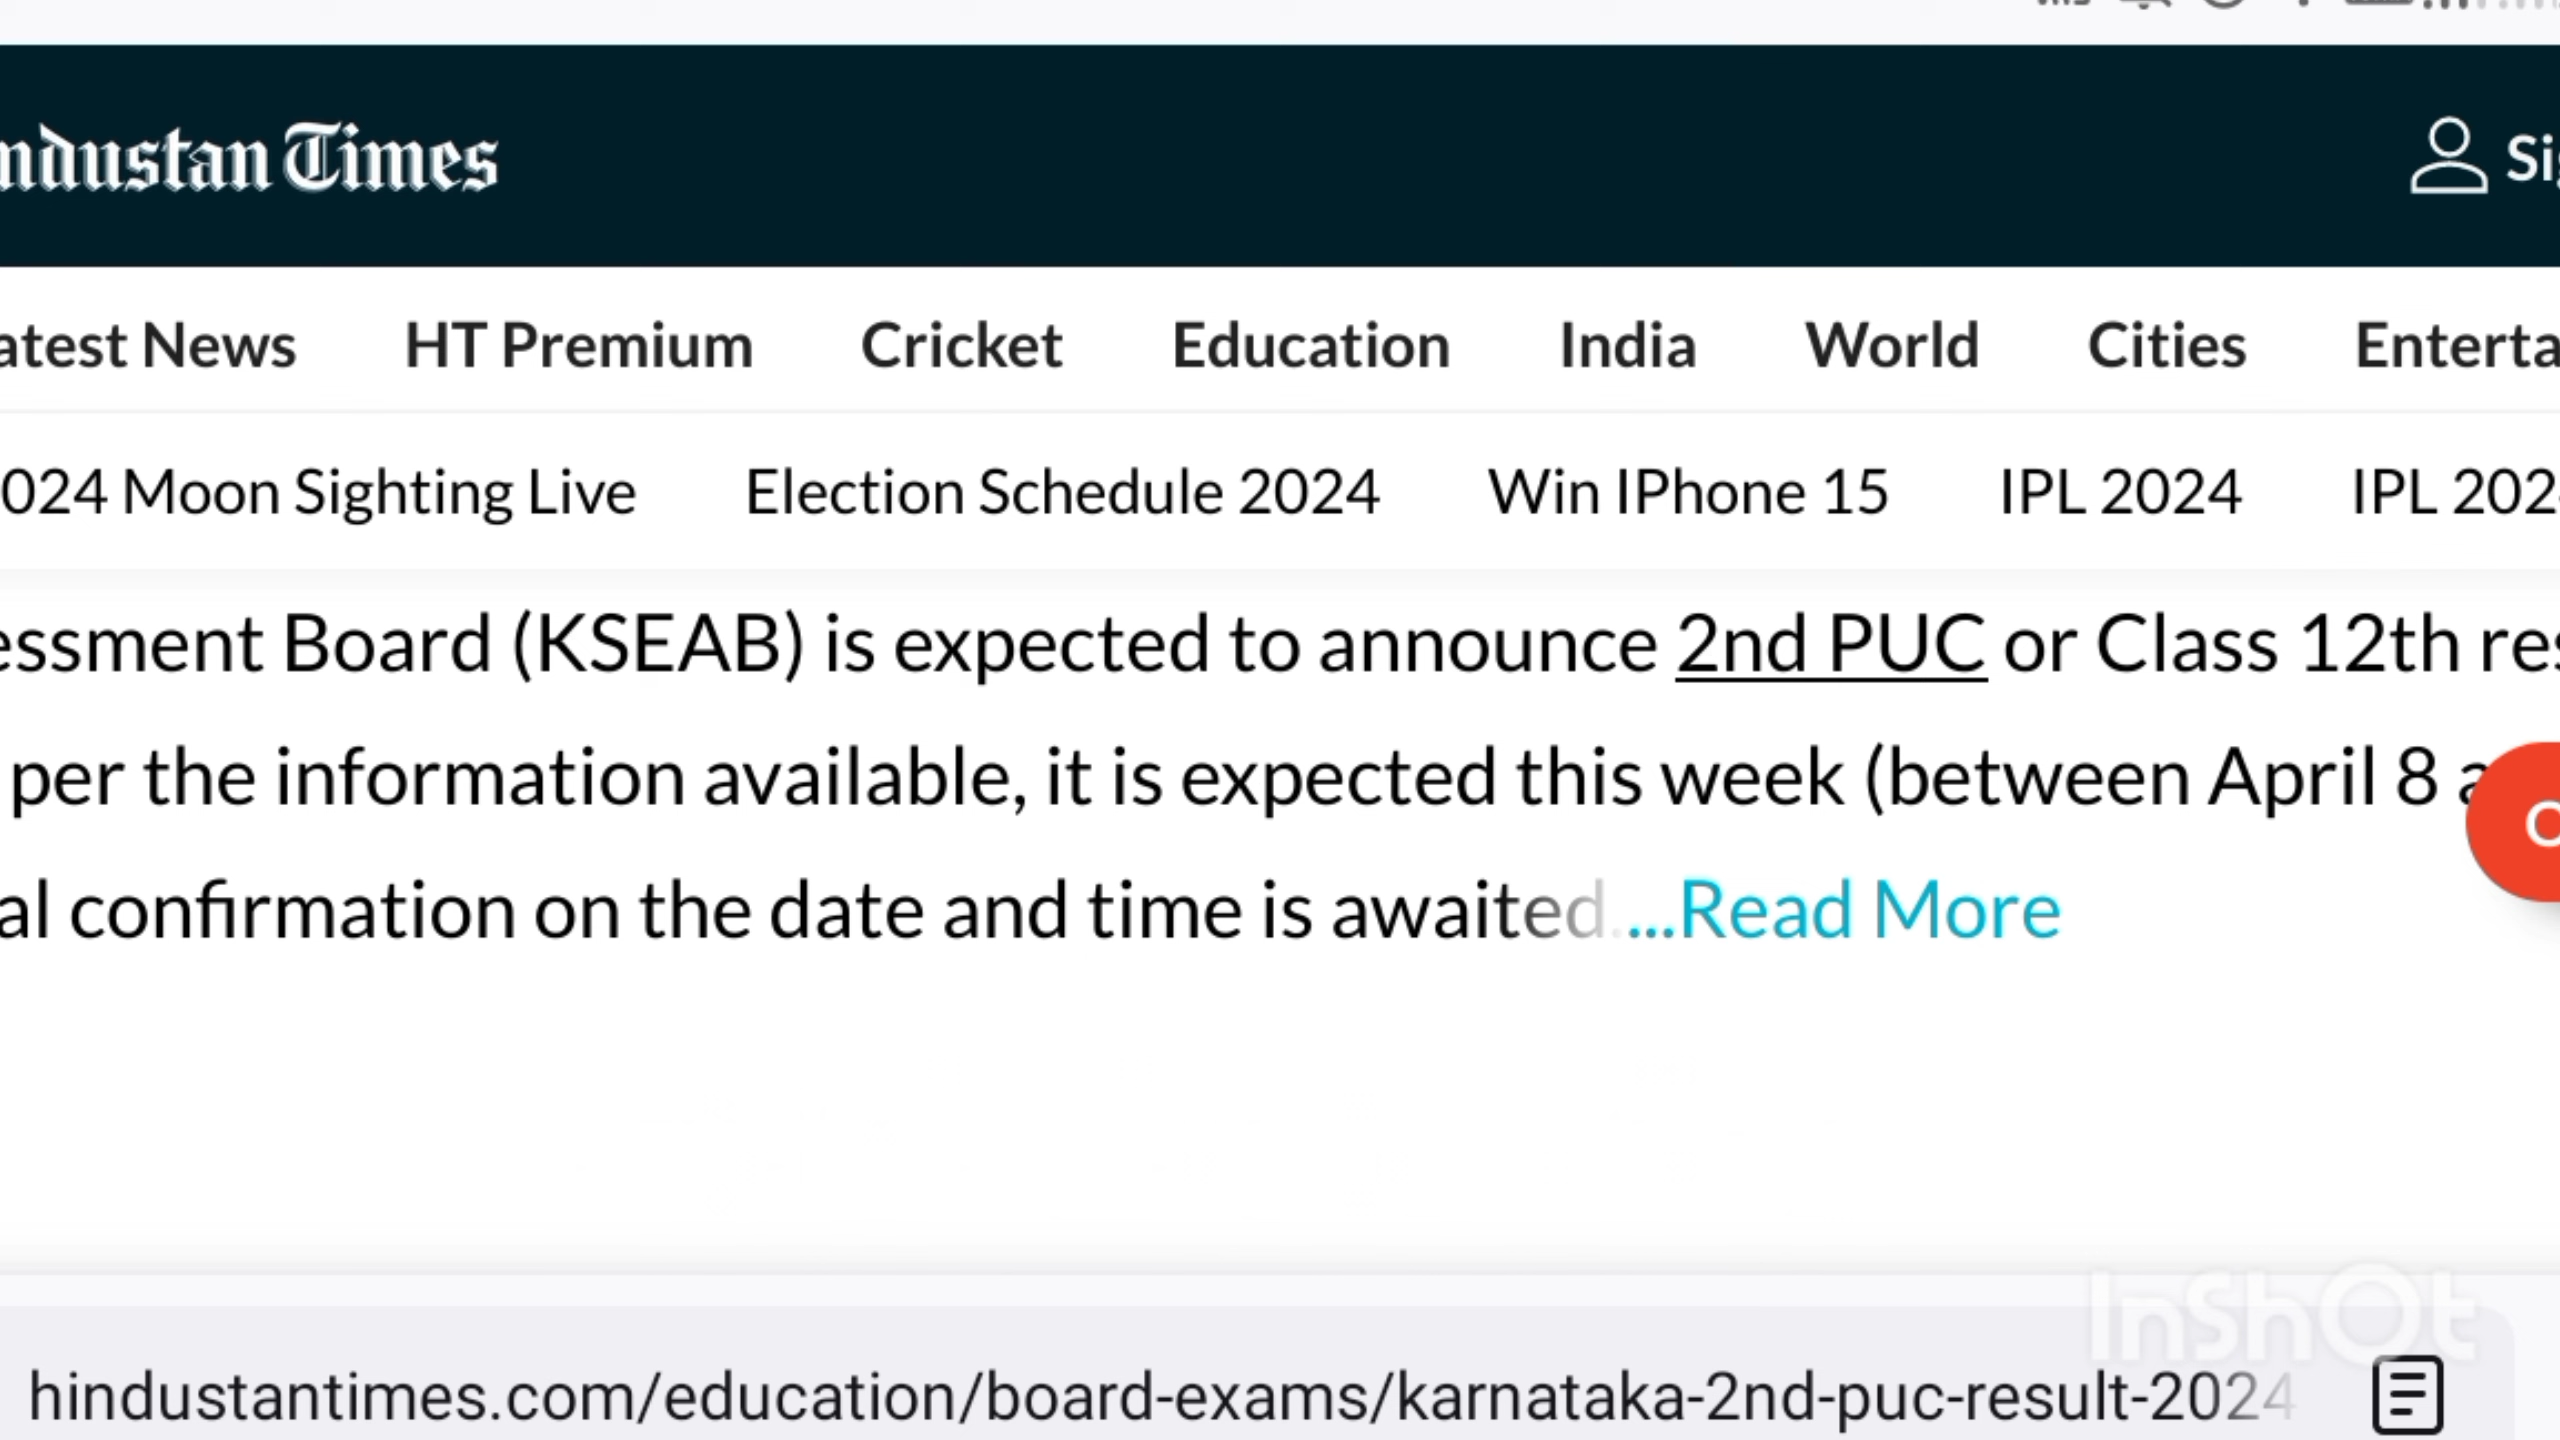 ndustan Times
Sig
atest News HT Premium Cricket Education India World Cities Enterta
024 Moon Sighting Live Election Schedule 2024 Win IPhone 15 IPL 2024 IPL 202
essment Board (KSEAB) is expected to announce 2nd PUC or Class 12th res
per the information available, it is expected this week (between April 8 a
al confirmation on the date and time is awaited. ...Read More
InShOt
hindustantimes.com/education/board-exams/karnataka-2nd-puc-result-2024